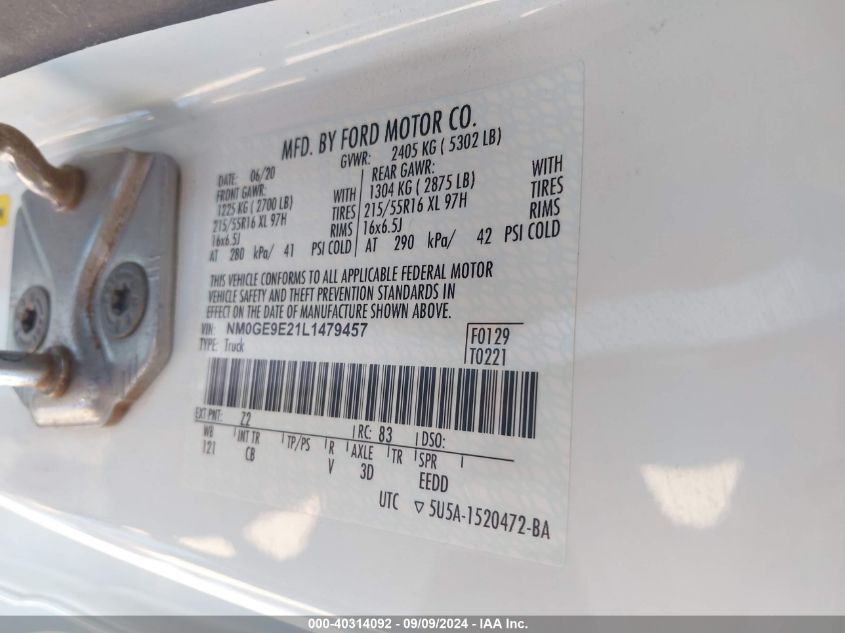 MFD. BY FORD MOTOR CO.
DATE: 06/20 GVWR: 2405 KG ( 5302 LB)
FRONT GAWR: REAR GAWR:
1225 KG ( 2700 LB) WITH 1304 KG ( 2875 LB) WITH
215/55R16 XL 97H TIRES 215/55R16 XL 97H TIRES
16x6.5J RIMS 16x6.5J RIMS
AT 280 kPa/ 41 PSI COLD AT 290 kPa/ 42 PSI COLD
THIS VEHICLE CONFORMS TO ALL APPLICABLE FEDERAL MOTOR
VEHICLE SAFETY AND THEFT PREVENTION STANDARDS IN
EFFECT ON THE DATE OF MANUFACTURE SHOWN ABOVE.
VIN: NM0GE9E21L1479457 F0129
TYPE: Truck T0221
EXT PNT: Z2 RC: 83 DSO:
WB INT TR TP/PS R AXLE TR SPR
121 CB V 3D EEDD
UTC ▽5U5A-1520472-BA
000-40314092 - 09/09/2024 - IAA Inc.